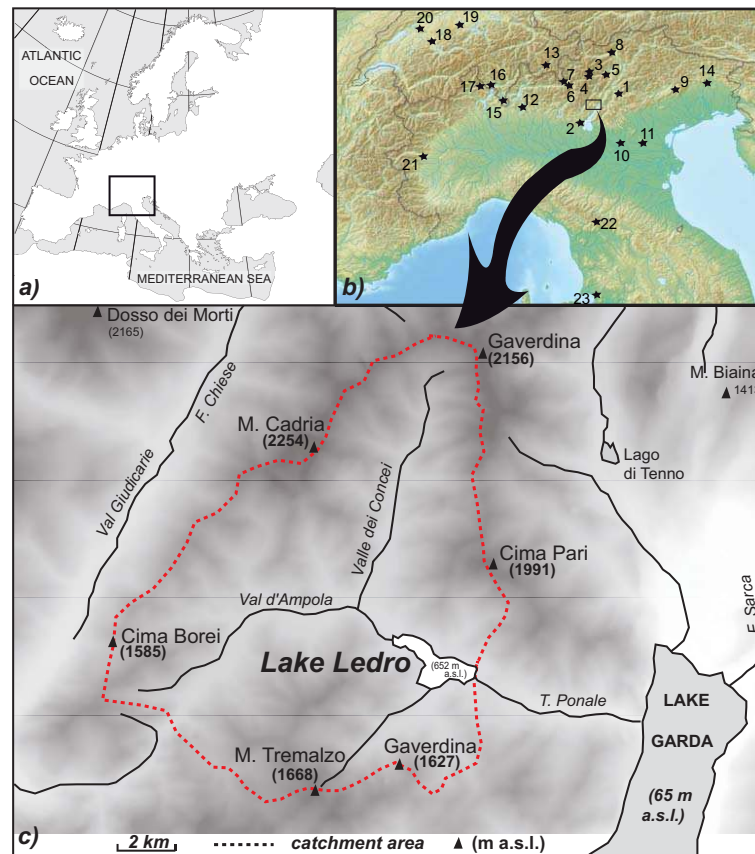 ATLANTIC
OCEAN
MEDITERRANEAN SEA
a)
20
19
18
13
8
3
7
5
4
6
16
17
15
12
1
9
14
2
10
11
21
22
23
b)
Dosso dei Morti
(2165)
F. Chiese
Val Giudicarie
Gaverdina
(2156)
M. Biaina
M. Cadria
(2254)
Lago
di Tenno
Valle dei Concei
Cima Pari
(1991)
Val d'Ampola
F. Sarca
Cima Borei
(1585)
Lake Ledro
(652 m
a.s.l.)
T. Ponale
LAKE
GARDA
(65 m
a.s.l.)
M. Tremalzo
(1668)
Gaverdina
(1627)
c)
2 km
catchment area
(m a.s.l.)